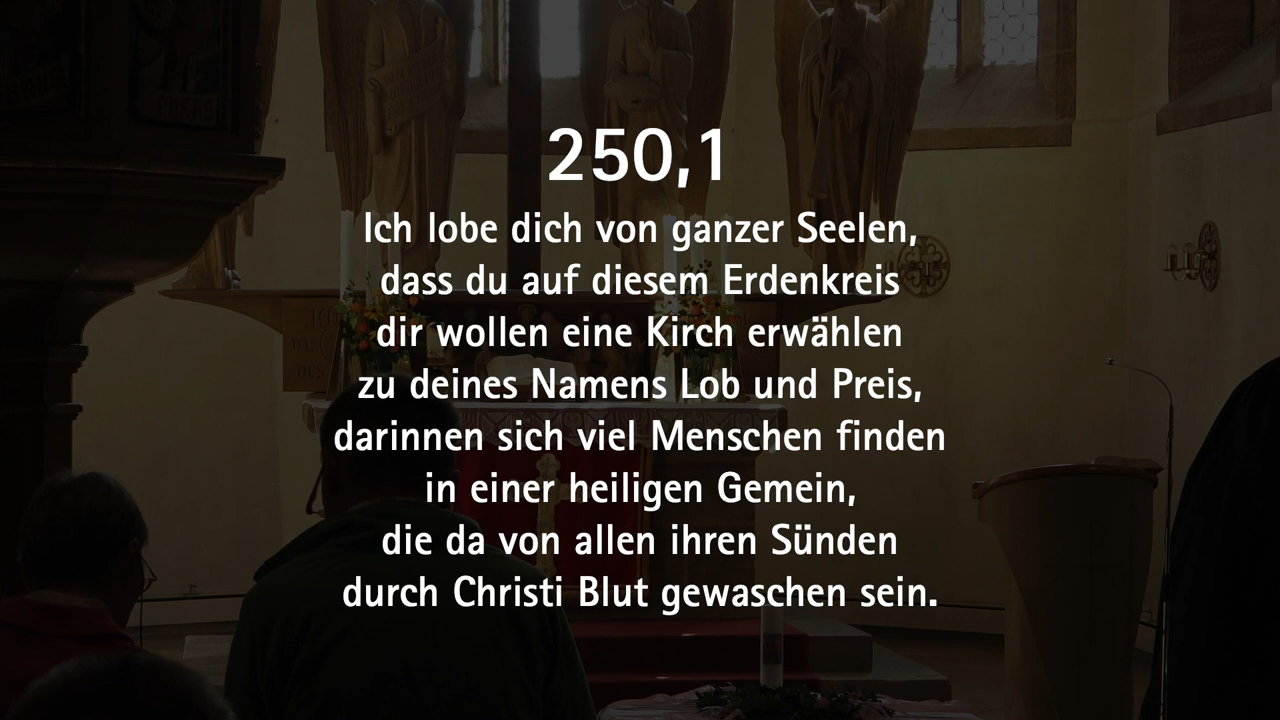 250,1
Ich lobe dich von ganzer Seelen,
dass du auf diesem Erdenkreis
dir wollen eine Kirch erwählen
zu deines Namens Lob und Preis,
darinnen sich viel Menschen finden
in einer heiligen Gemein,
die da von allen ihren Sünden
durch Christi Blut gewaschen sein.